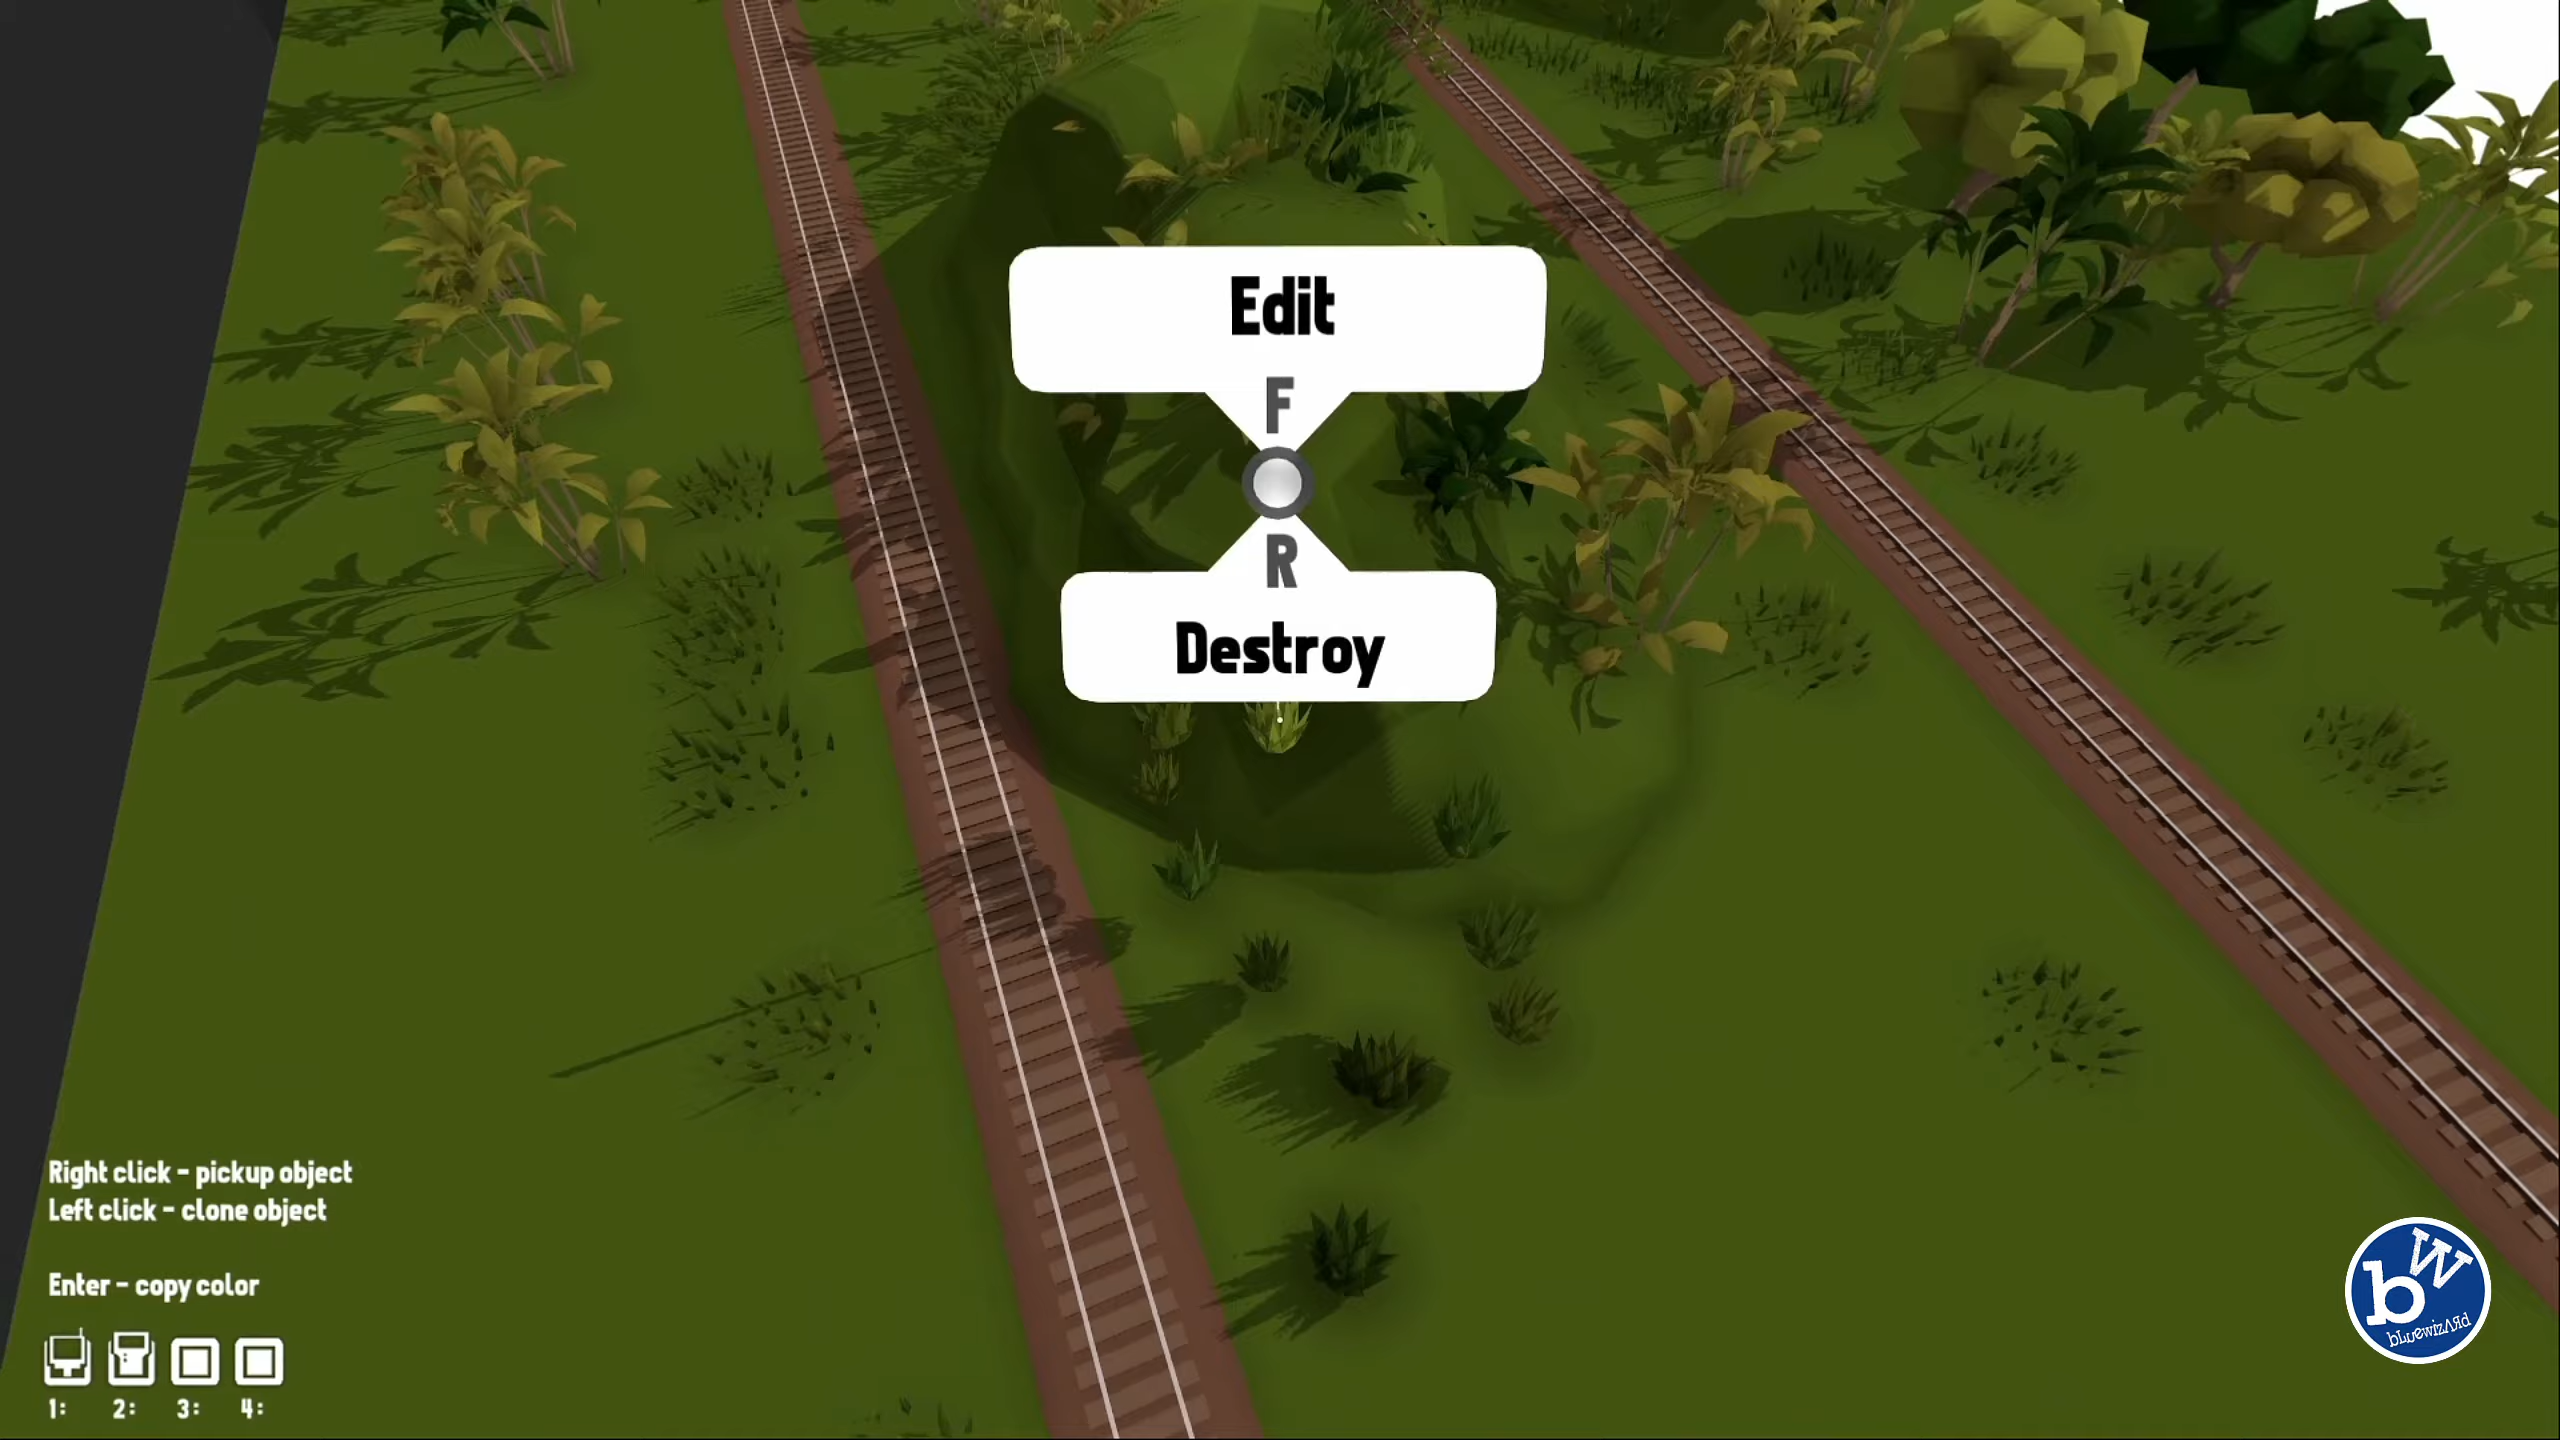 Edit
F
R
Destroy
Right click - pickup object
Left click - clone object
Enter - copy color
1: 2: 3: 4:
bW
bLuewizARd